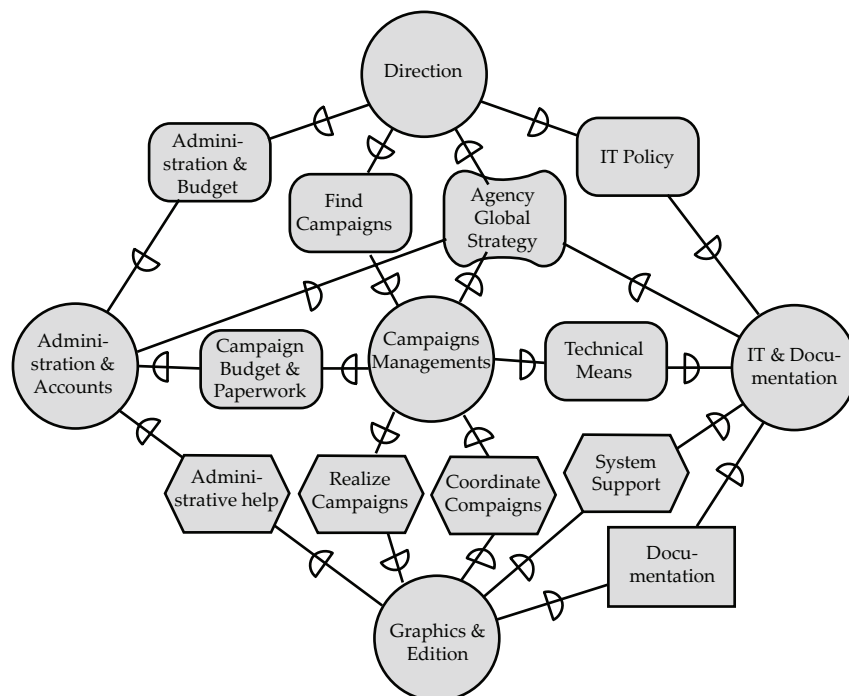 Direction
Admini-
stration &
Budget
IT Policy
Find
Campaigns
Agency
Global
Strategy
Admini-
stration &
Accounts
Campaign
Budget &
Paperwork
Campaigns
Managements
Technical
Means
IT & Docu-
mentation
Admini-
strative help
Realize
Campaigns
Coordinate
Compaigns
System
Support
Docu-
mentation
Graphics &
Edition